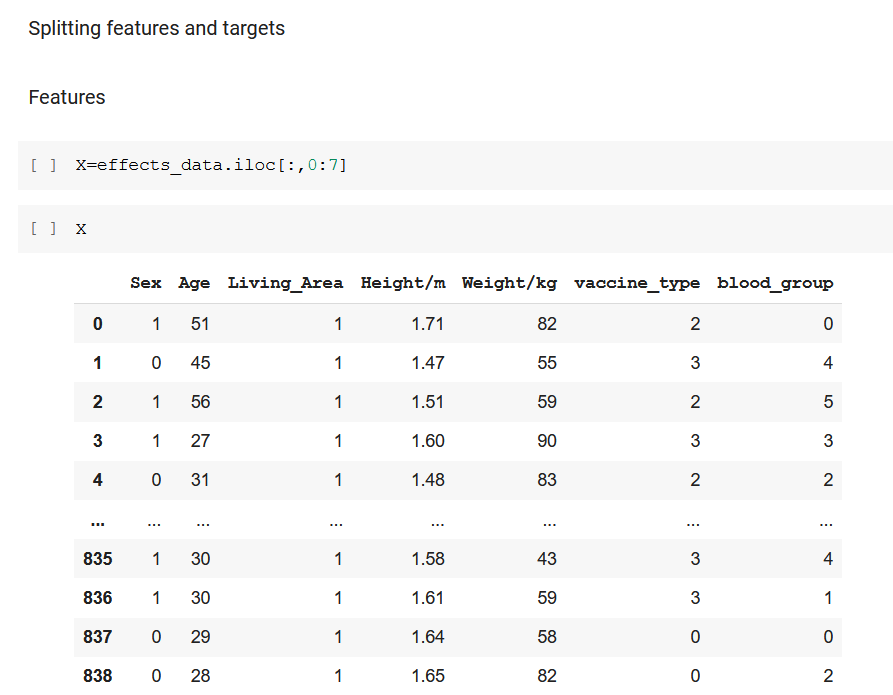 Splitting features and targets
Features
[ ] X=effects_data.iloc[:,0:7]
[ ] X
Sex Age Living_Area Height/m Weight/kg vaccine_type blood_group
0 1 51 1 1.71 82 2 0
1 0 45 1 1.47 55 3 4
2 1 56 1 1.51 59 2 5
3 1 27 1 1.60 90 3 3
4 0 31 1 1.48 83 2 2
... ... ... ... ... ... ... ...
835 1 30 1 1.58 43 3 4
836 1 30 1 1.61 59 3 1
837 0 29 1 1.64 58 0 0
838 0 28 1 1.65 82 0 2